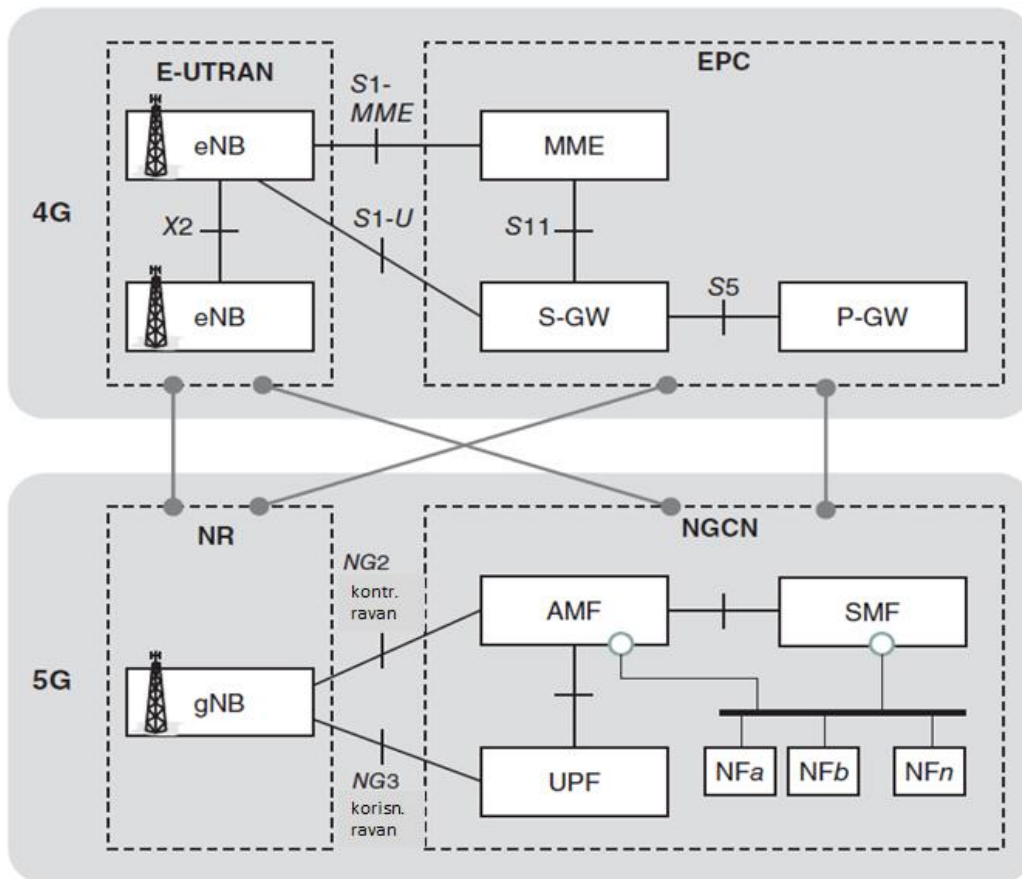 E-UTRAN
EPC
S1-
MME
eNB
MME
4G
X2
S1-U
S11
S5
eNB
S-GW
P-GW
NR
NGCN
NG2
kontr.
ravan
AMF
SMF
5G
gNB
NG3
korisn.
ravan
UPF
NFa
NFb
NFn